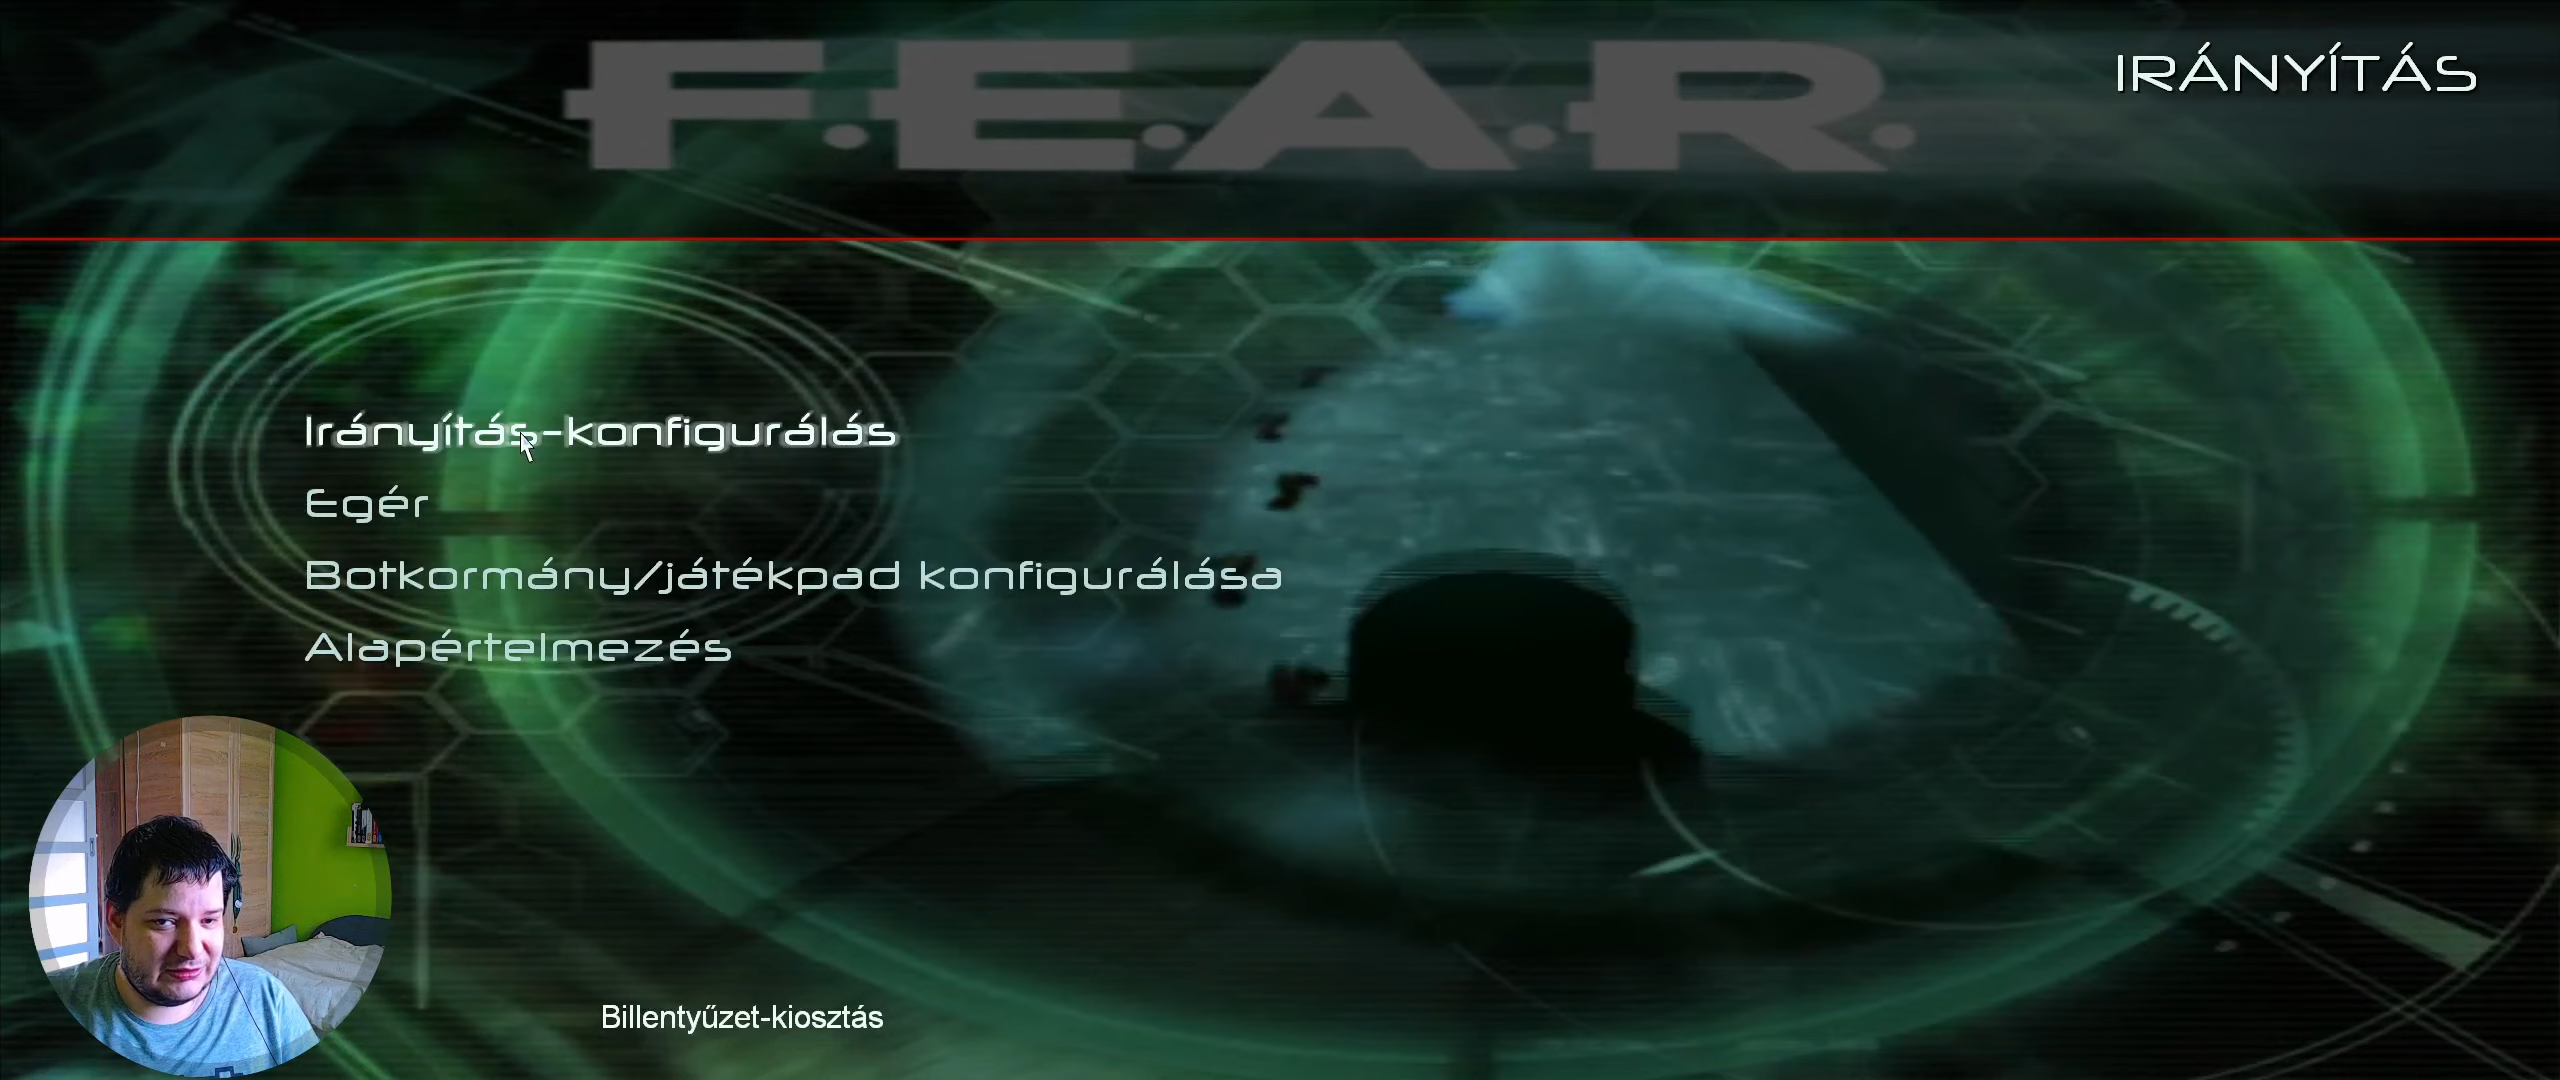 F.E.A.R.
IRÁNYÍTÁS
Irányítás-konfigurálás
Egér
Botkormány/játékpad konfigurálása
Alapértelmezés
Billentyűzet-kiosztás